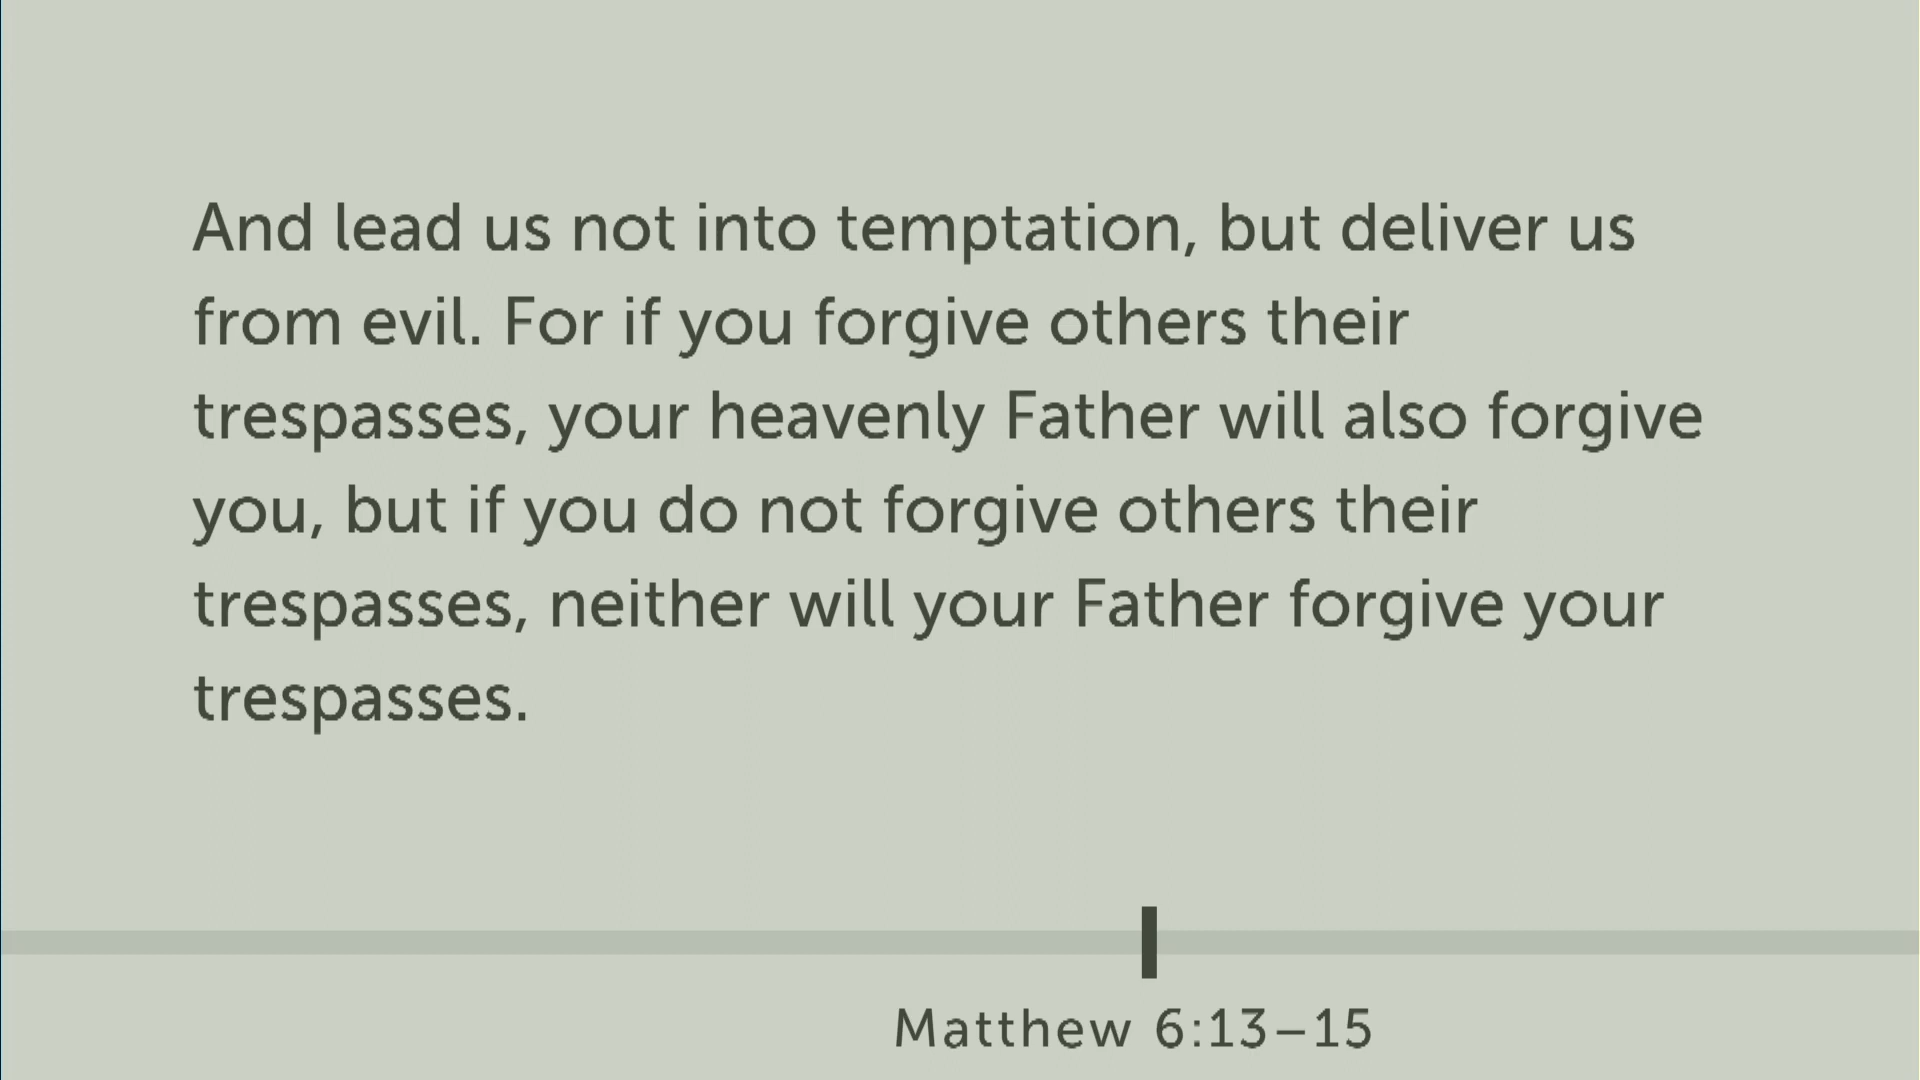 And lead us not into temptation, but deliver us
from evil. For if you forgive others their
trespasses, your heavenly Father will also forgive
you, but if you do not forgive others their
trespasses, neither will your Father forgive your
trespasses.
Matthew 6:13–15